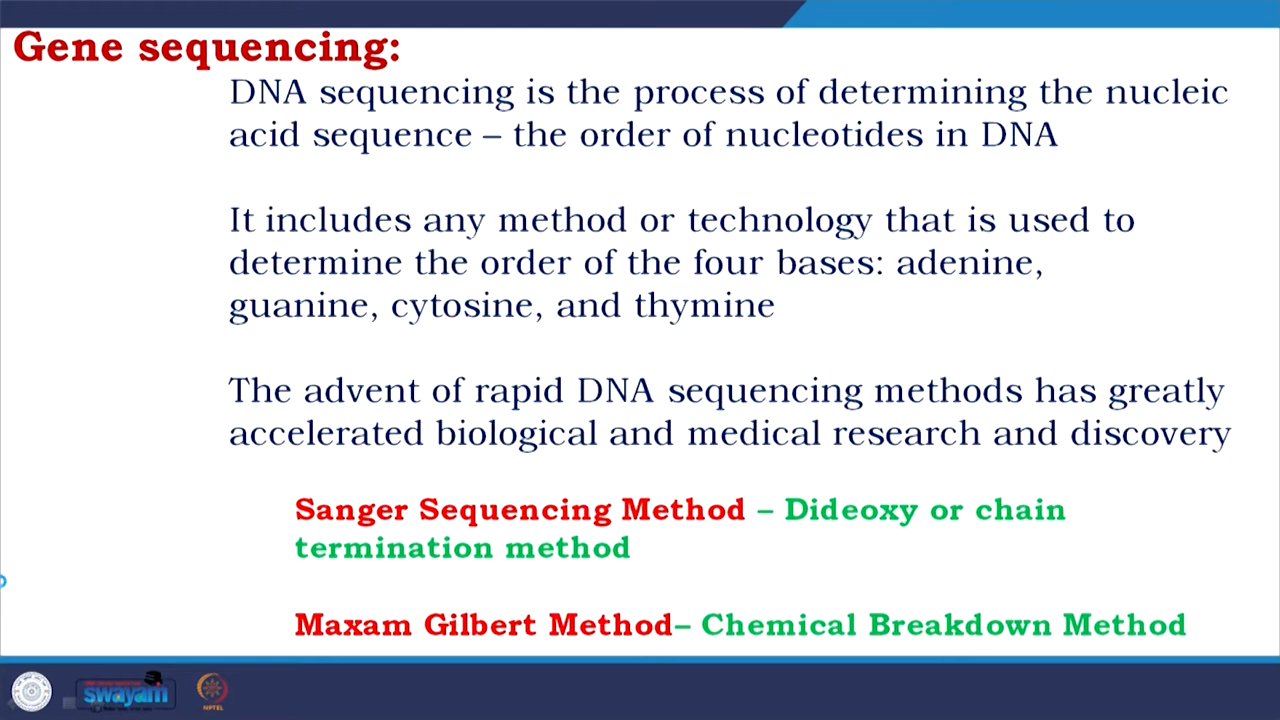 Gene sequencing:
DNA sequencing is the process of determining the nucleic
acid sequence – the order of nucleotides in DNA
It includes any method or technology that is used to
determine the order of the four bases: adenine,
guanine, cytosine, and thymine
The advent of rapid DNA sequencing methods has greatly
accelerated biological and medical research and discovery
Sanger Sequencing Method – Dideoxy or chain
termination method
Maxam Gilbert Method– Chemical Breakdown Method
swayam
NPTEL